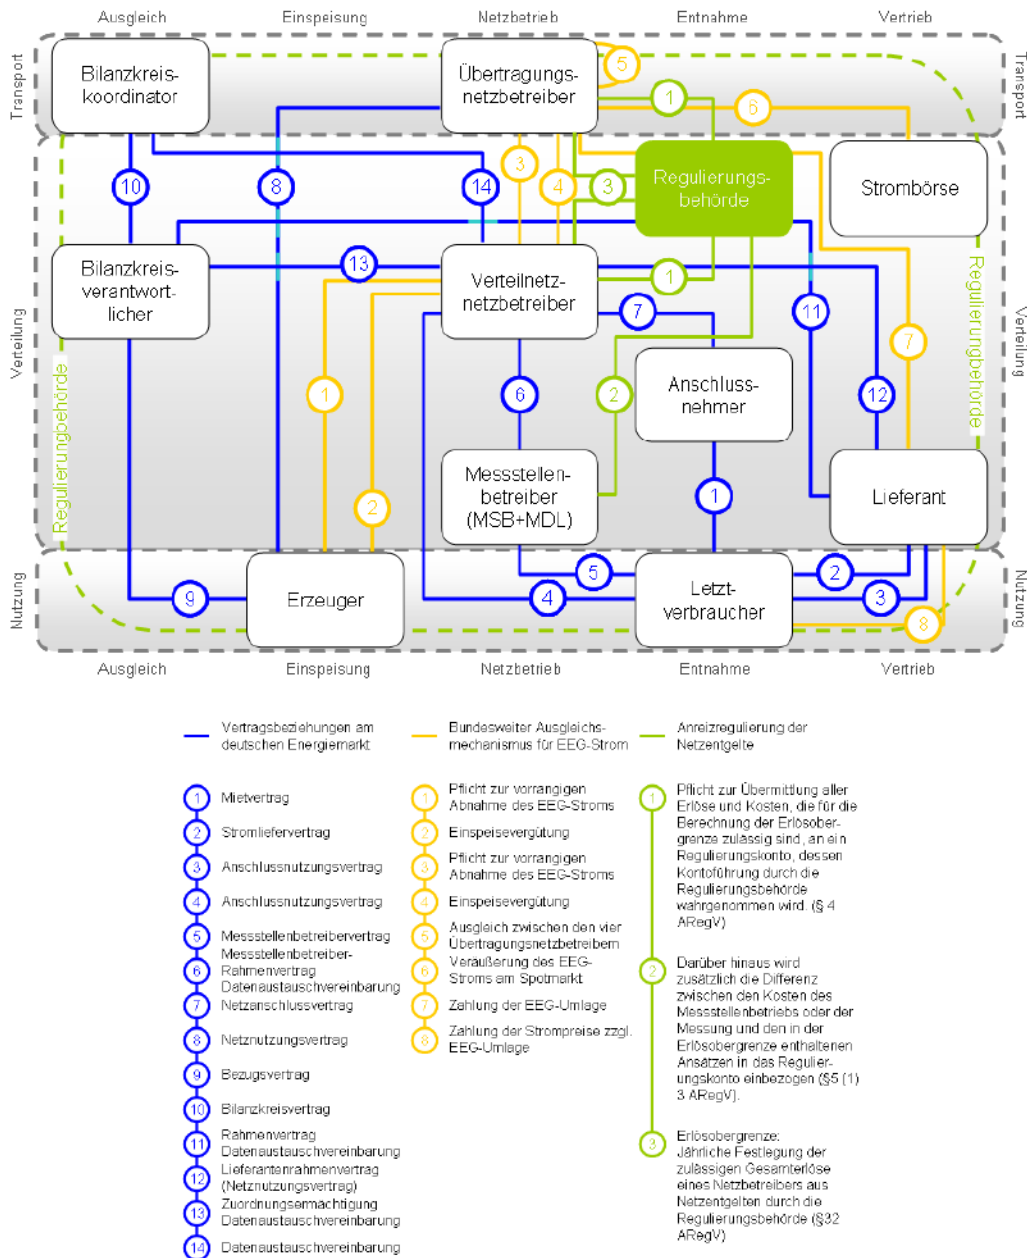 Ausgleich
Einspeisung
Netzbetrieb
Entnahme
Vertrieb
Transport
Transport
Bilanzkreis-
koordinator
Übertragungs-
netzbetreiber
5
1
6
10
8
14
3
4
3
Regulierungs-
behörde
Strombörse
Verteilung
Verteilung
Bilanzkreis-
verantwort-
licher
13
Verteilnetz-
netzbetreiber
1
7
11
7
Regulierungbehörde
Regulierungbehörde
1
6
2
Anschluss-
nehmer
12
2
Messstellen-
betreiber
(MSB+MDL)
1
Lieferant
Nutzung
Nutzung
9
Erzeuger
5
4
Letzt-
verbraucher
2
3
8
Ausgleich
Einspeisung
Netzbetrieb
Entnahme
Vertrieb
Vertragsbeziehungen am
deutschen Energiemarkt
1 Mietvertrag
2 Stromliefervertrag
3 Anschlussnutzungsvertrag
4 Anschlussnutzungsvertrag
5 Messstellenbetreibervertrag
Messstellenbetreiber-
6 Rahmenvertrag
Datenaustauschvereinbarung
7 Netzanschlussvertrag
8 Netznutzungsvertrag
9 Bezugsvertrag
10 Bilanzkreisvertrag
11 Rahmenvertrag
Datenaustauschvereinbarung
12 Lieferantenrahmenvertrag
(Netznutzungsvertrag)
13 Zuordnungsermächtigung
Datenaustauschvereinbarung
14 Datenaustauschvereinbarung
Bundesweiter Ausgleichs-
mechanismus für EEG-Strom
1 Pflicht zur vorrangigen
Abnahme des EEG-Stroms
2 Einspeisevergütung
3 Pflicht zur vorrangigen
Abnahme des EEG-Stroms
4 Einspeisevergütung
5 Ausgleich zwischen den vier
Übertragungsnetzbetreibern
6 Veräußerung des EEG-
Stroms am Spotmarkt
7 Zahlung der EEG-Umlage
8 Zahlung der Strompreise zzgl.
EEG-Umlage
Anreizregulierung der
Netzentgelte
1 Pflicht zur Übermittlung aller
Erlöse und Kosten, die für die
Berechnung der Erlösober-
grenze zulässig sind, an ein
Regulierungskonto, dessen
Kontoführung durch die
Regulierungsbehörde
wahrgenommen wird. (§ 4
ARegV)
2 Darüber hinaus wird
zusätzlich die Differenz
zwischen den Kosten des
Messstellenbetriebs oder der
Messung und den in der
Erlösobergrenze enthaltenen
Ansätzen in das Regulier-
ungskonto einbezogen (§5 (1)
3 ARegV).
3 Erlösobergrenze:
Jährliche Festlegung der
zulässigen Gesamterlöse
eines Netzbetreibers aus
Netzentgelten durch die
Regulierungsbehörde (§32
ARegV)